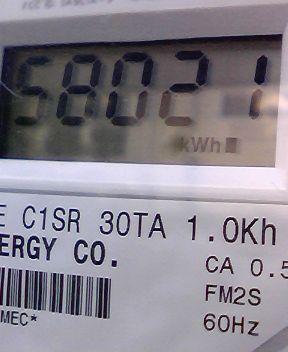 58021
kWh
E C1SR 30TA 1.0Kh
ERGY CO.
CA 0.5
FM2S
MEC*
60Hz